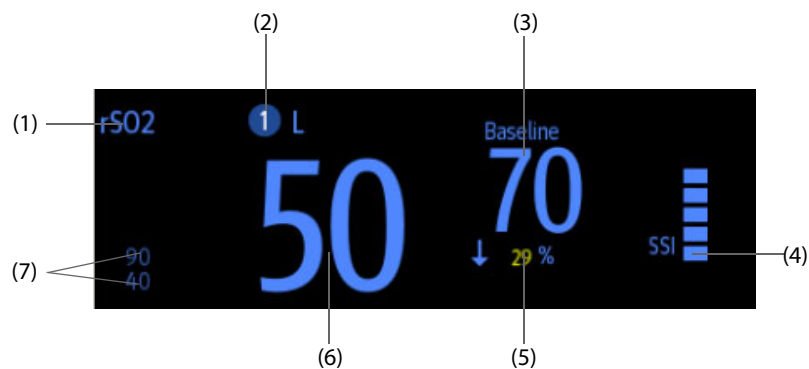 (2)
(3)
(1)
rSO2
1 L
Baseline
70
50
SSI
(4)
(7)
90
40
↓ 29 %
(6)
(5)